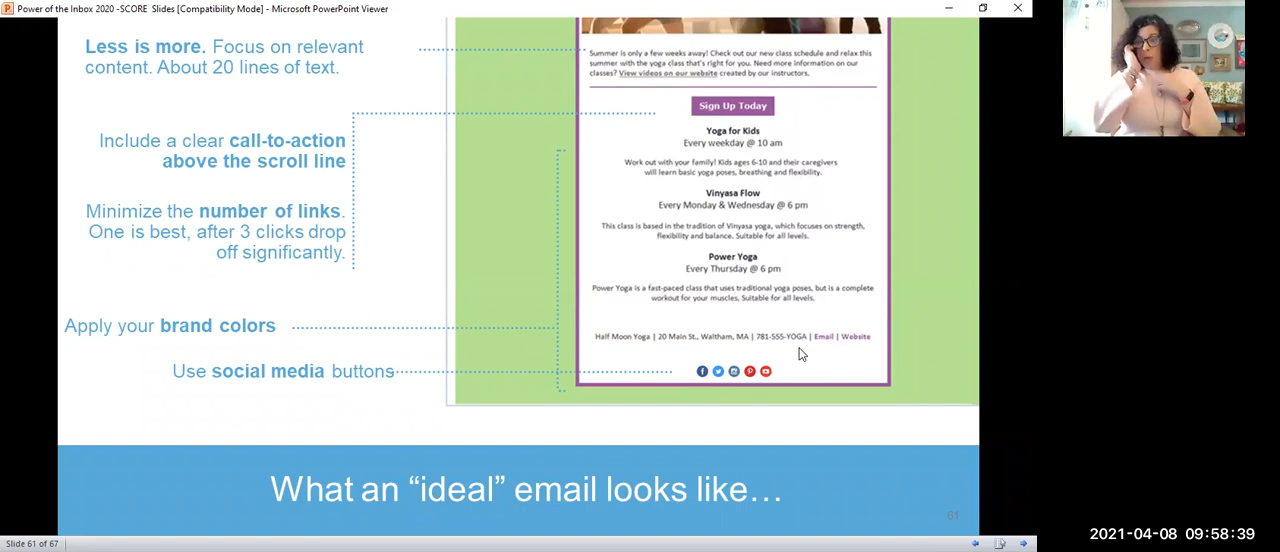 Power of the Inbox 2020 -SCORE Slides [Compatibility Mode] - Microsoft PowerPoint Viewer
Less is more. Focus on relevant
content. About 20 lines of text.
Include a clear call-to-action
above the scroll line
Minimize the number of links.
One is best, after 3 clicks drop
off significantly.
Apply your brand colors
Use social media buttons
Summer is only a few weeks away! Check out our new class schedule and relax this
summer with the yoga class that's right for you. Need more information on our
classes? View videos on our website created by our instructors.
Sign Up Today
Yoga for Kids
Every weekday @ 10 am
Work out with your family! Kids ages 6-10 and their caregivers
will learn basic yoga poses, breathing and flexibility.
Vinyasa Flow
Every Monday & Wednesday @ 6 pm
This class is based in the tradition of Vinyasa yoga, which focuses on strength,
flexibility and balance. Suitable for all levels.
Power Yoga
Every Thursday @ 6 pm
Power Yoga is a fast-paced class that uses traditional yoga poses, but is a complete
workout for your muscles. Suitable for all levels.
Half Moon Yoga | 20 Main St., Waltham, MA | 781-555-YOGA | Email | Website
What an “ideal” email looks like…
61
Slide 61 of 67
2021-04-08 09:58:39